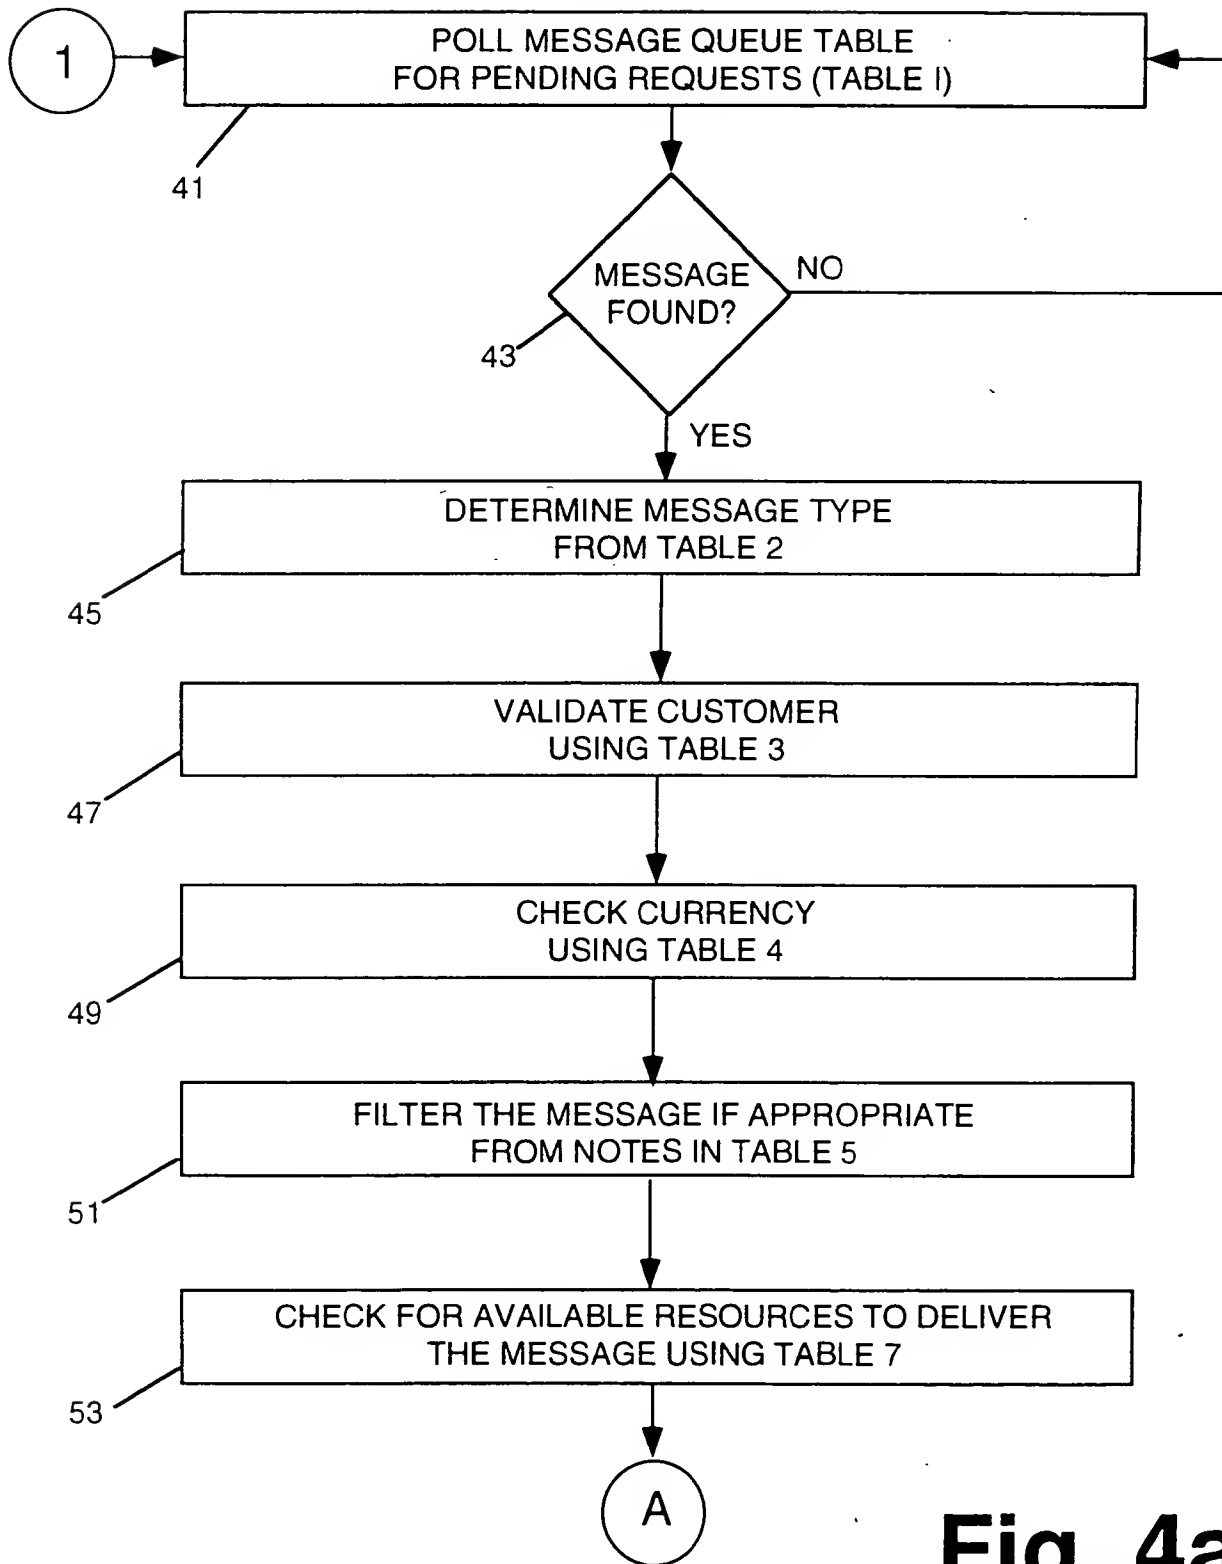 1
POLL MESSAGE QUEUE TABLE
FOR PENDING REQUESTS (TABLE I)
41
MESSAGE
FOUND?
NO
43
YES
DETERMINE MESSAGE TYPE
FROM TABLE 2
45
VALIDATE CUSTOMER
USING TABLE 3
47
CHECK CURRENCY
USING TABLE 4
49
FILTER THE MESSAGE IF APPROPRIATE
FROM NOTES IN TABLE 5
51
CHECK FOR AVAILABLE RESOURCES TO DELIVER
THE MESSAGE USING TABLE 7
53
A
Fig. 4a